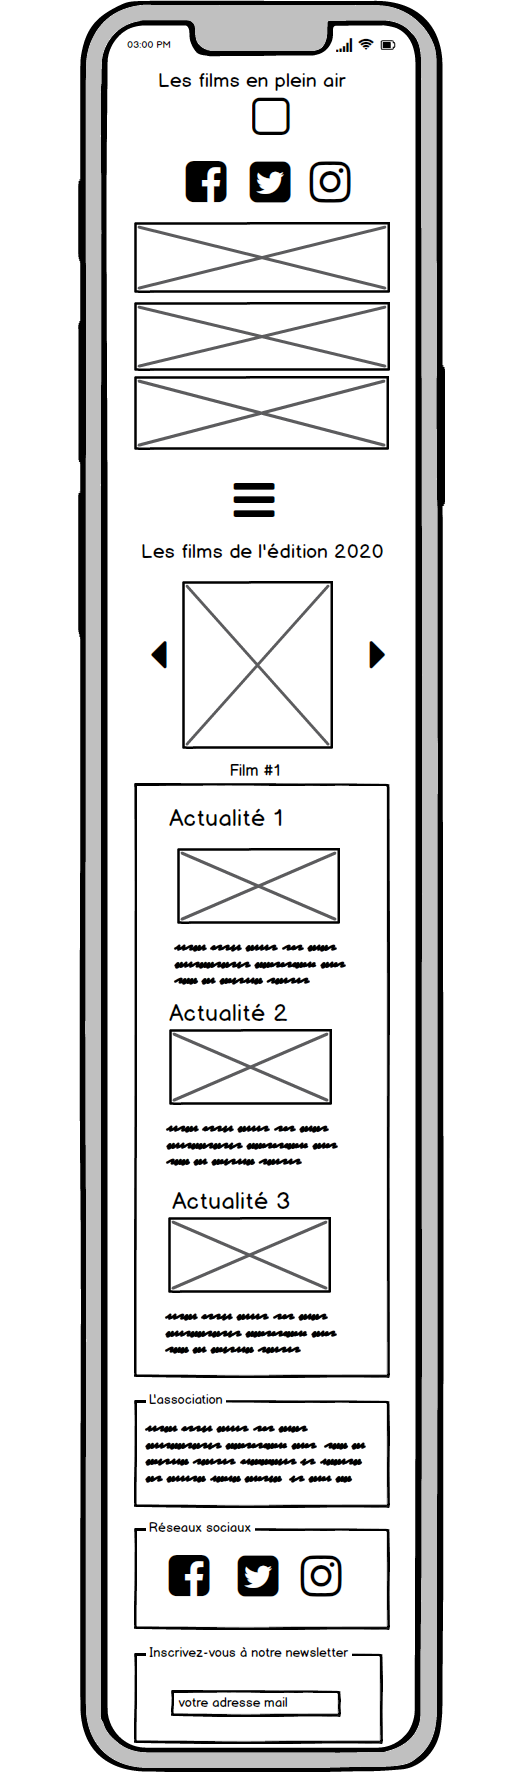 03:00 PM
Les films en plein air
Les films de l'édition 2020
Film #1
Actualité 1
Actualité 2
Actualité 3
L'association
Réseaux sociaux
Inscrivez-vous à notre newsletter
votre adresse mail